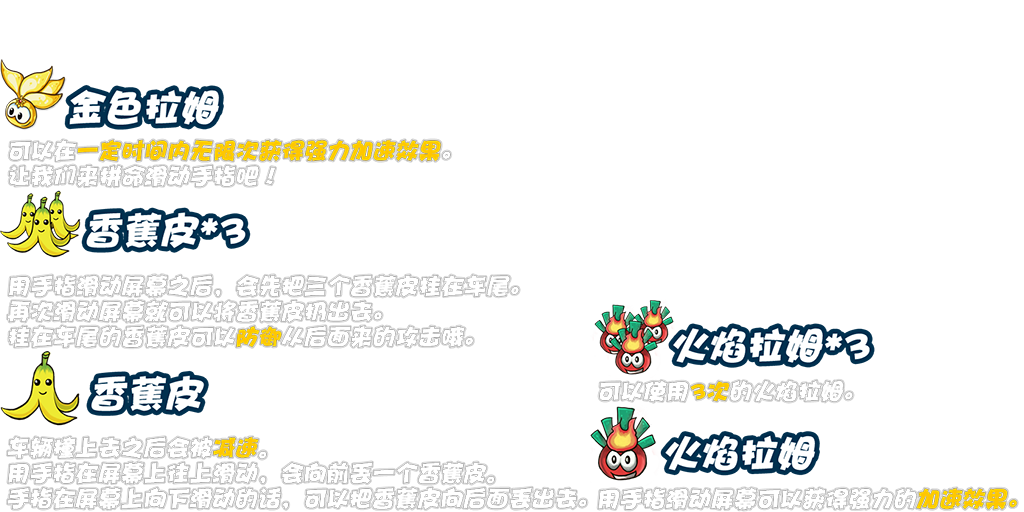 金色拉姆
可以在一定时间内无限次获得强力加速效果。
让我们来拼命滑动手指吧！
香蕉皮*3
用手指滑动屏幕之后，会先把三个香蕉皮挂在车尾。
再次滑动屏幕就可以将香蕉皮扔出去。
挂在车尾的香蕉皮可以防御从后面来的攻击哦。
香蕉皮
车辆撞上去之后会被减速。
用手指在屏幕上往上滑动，会向前丢一个香蕉皮。
手指在屏幕上向下滑动的话，可以把香蕉皮向后面丢出去。
火焰拉姆*3
可以使用3次的火焰拉姆。
火焰拉姆
用手指滑动屏幕可以获得强力的加速效果。